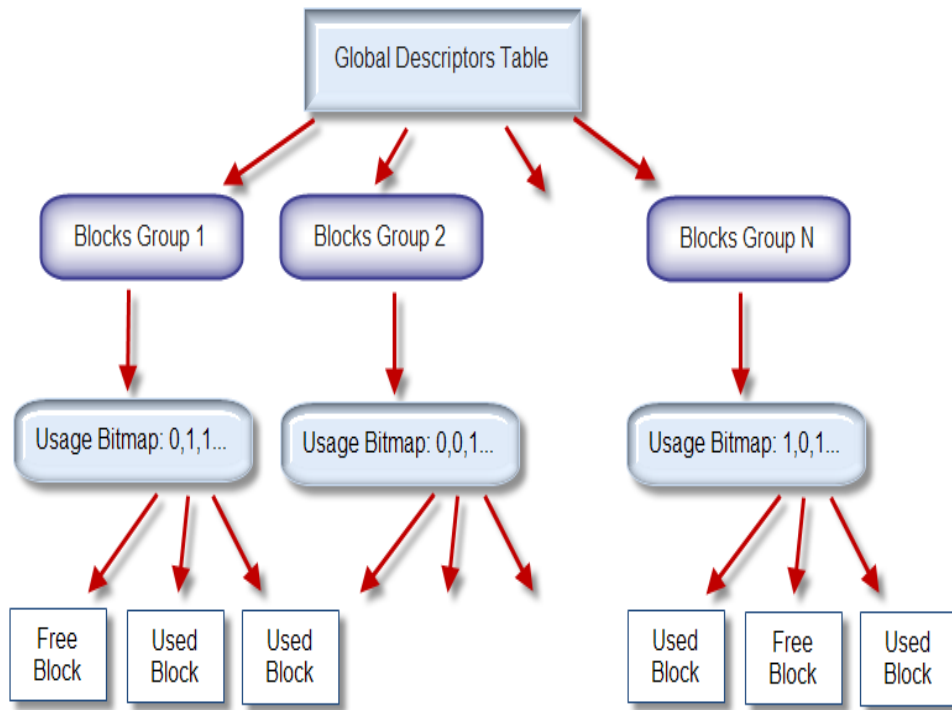 Global Descriptors Table
Blocks Group 1
Blocks Group 2
Blocks Group N
Usage Bitmap: 0,1,1...
Usage Bitmap: 0,0,1...
Usage Bitmap: 1,0,1...
Free
Block
Used
Block
Used
Block
Used
Block
Free
Block
Used
Block